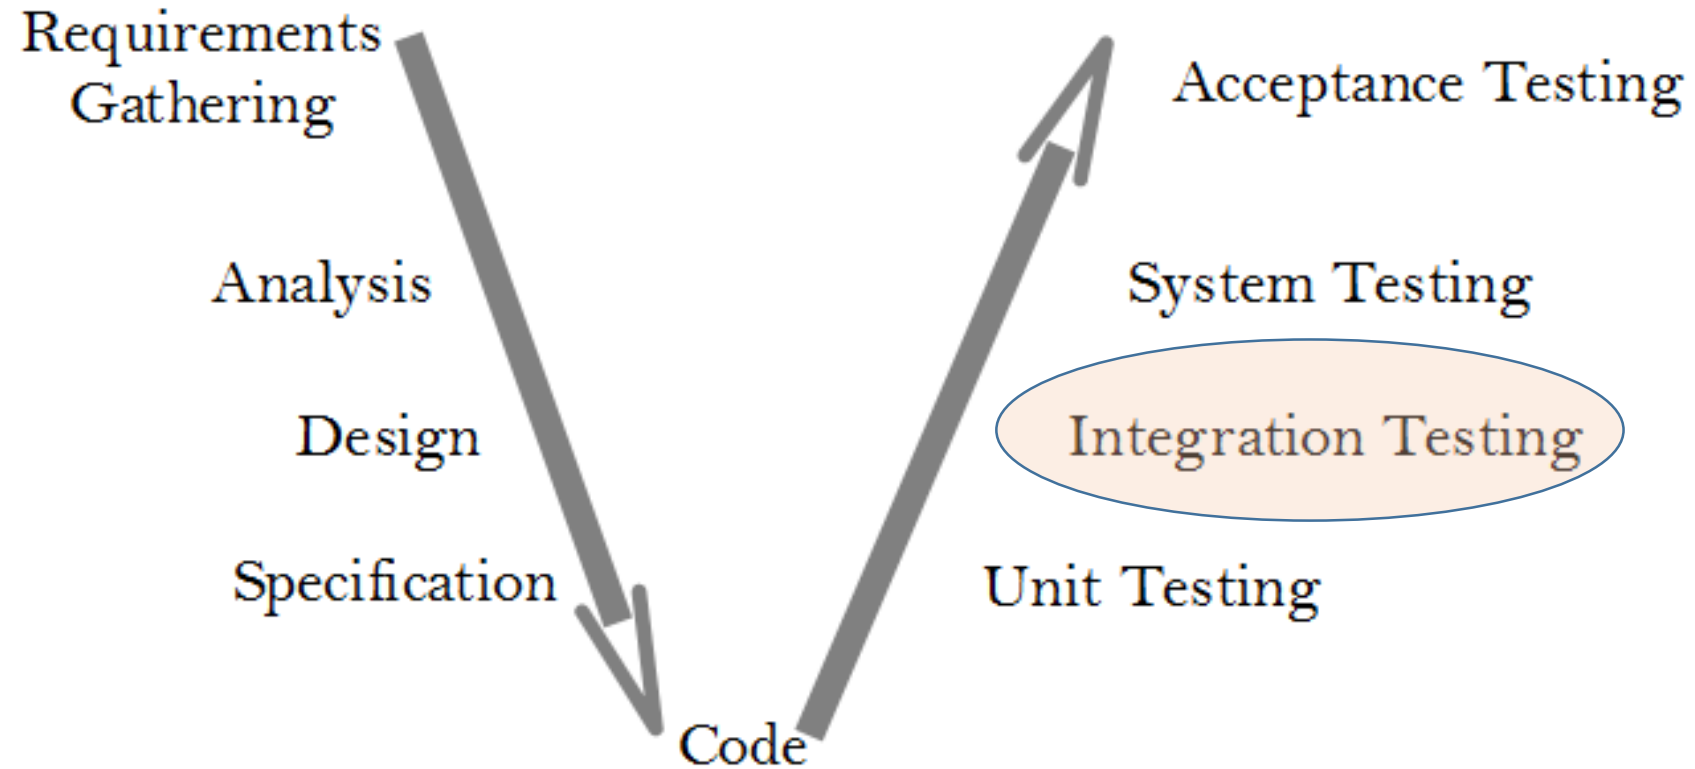 Requirements
Gathering
Analysis
Design
Specification
Code
Acceptance Testing
System Testing
Integration Testing
Unit Testing